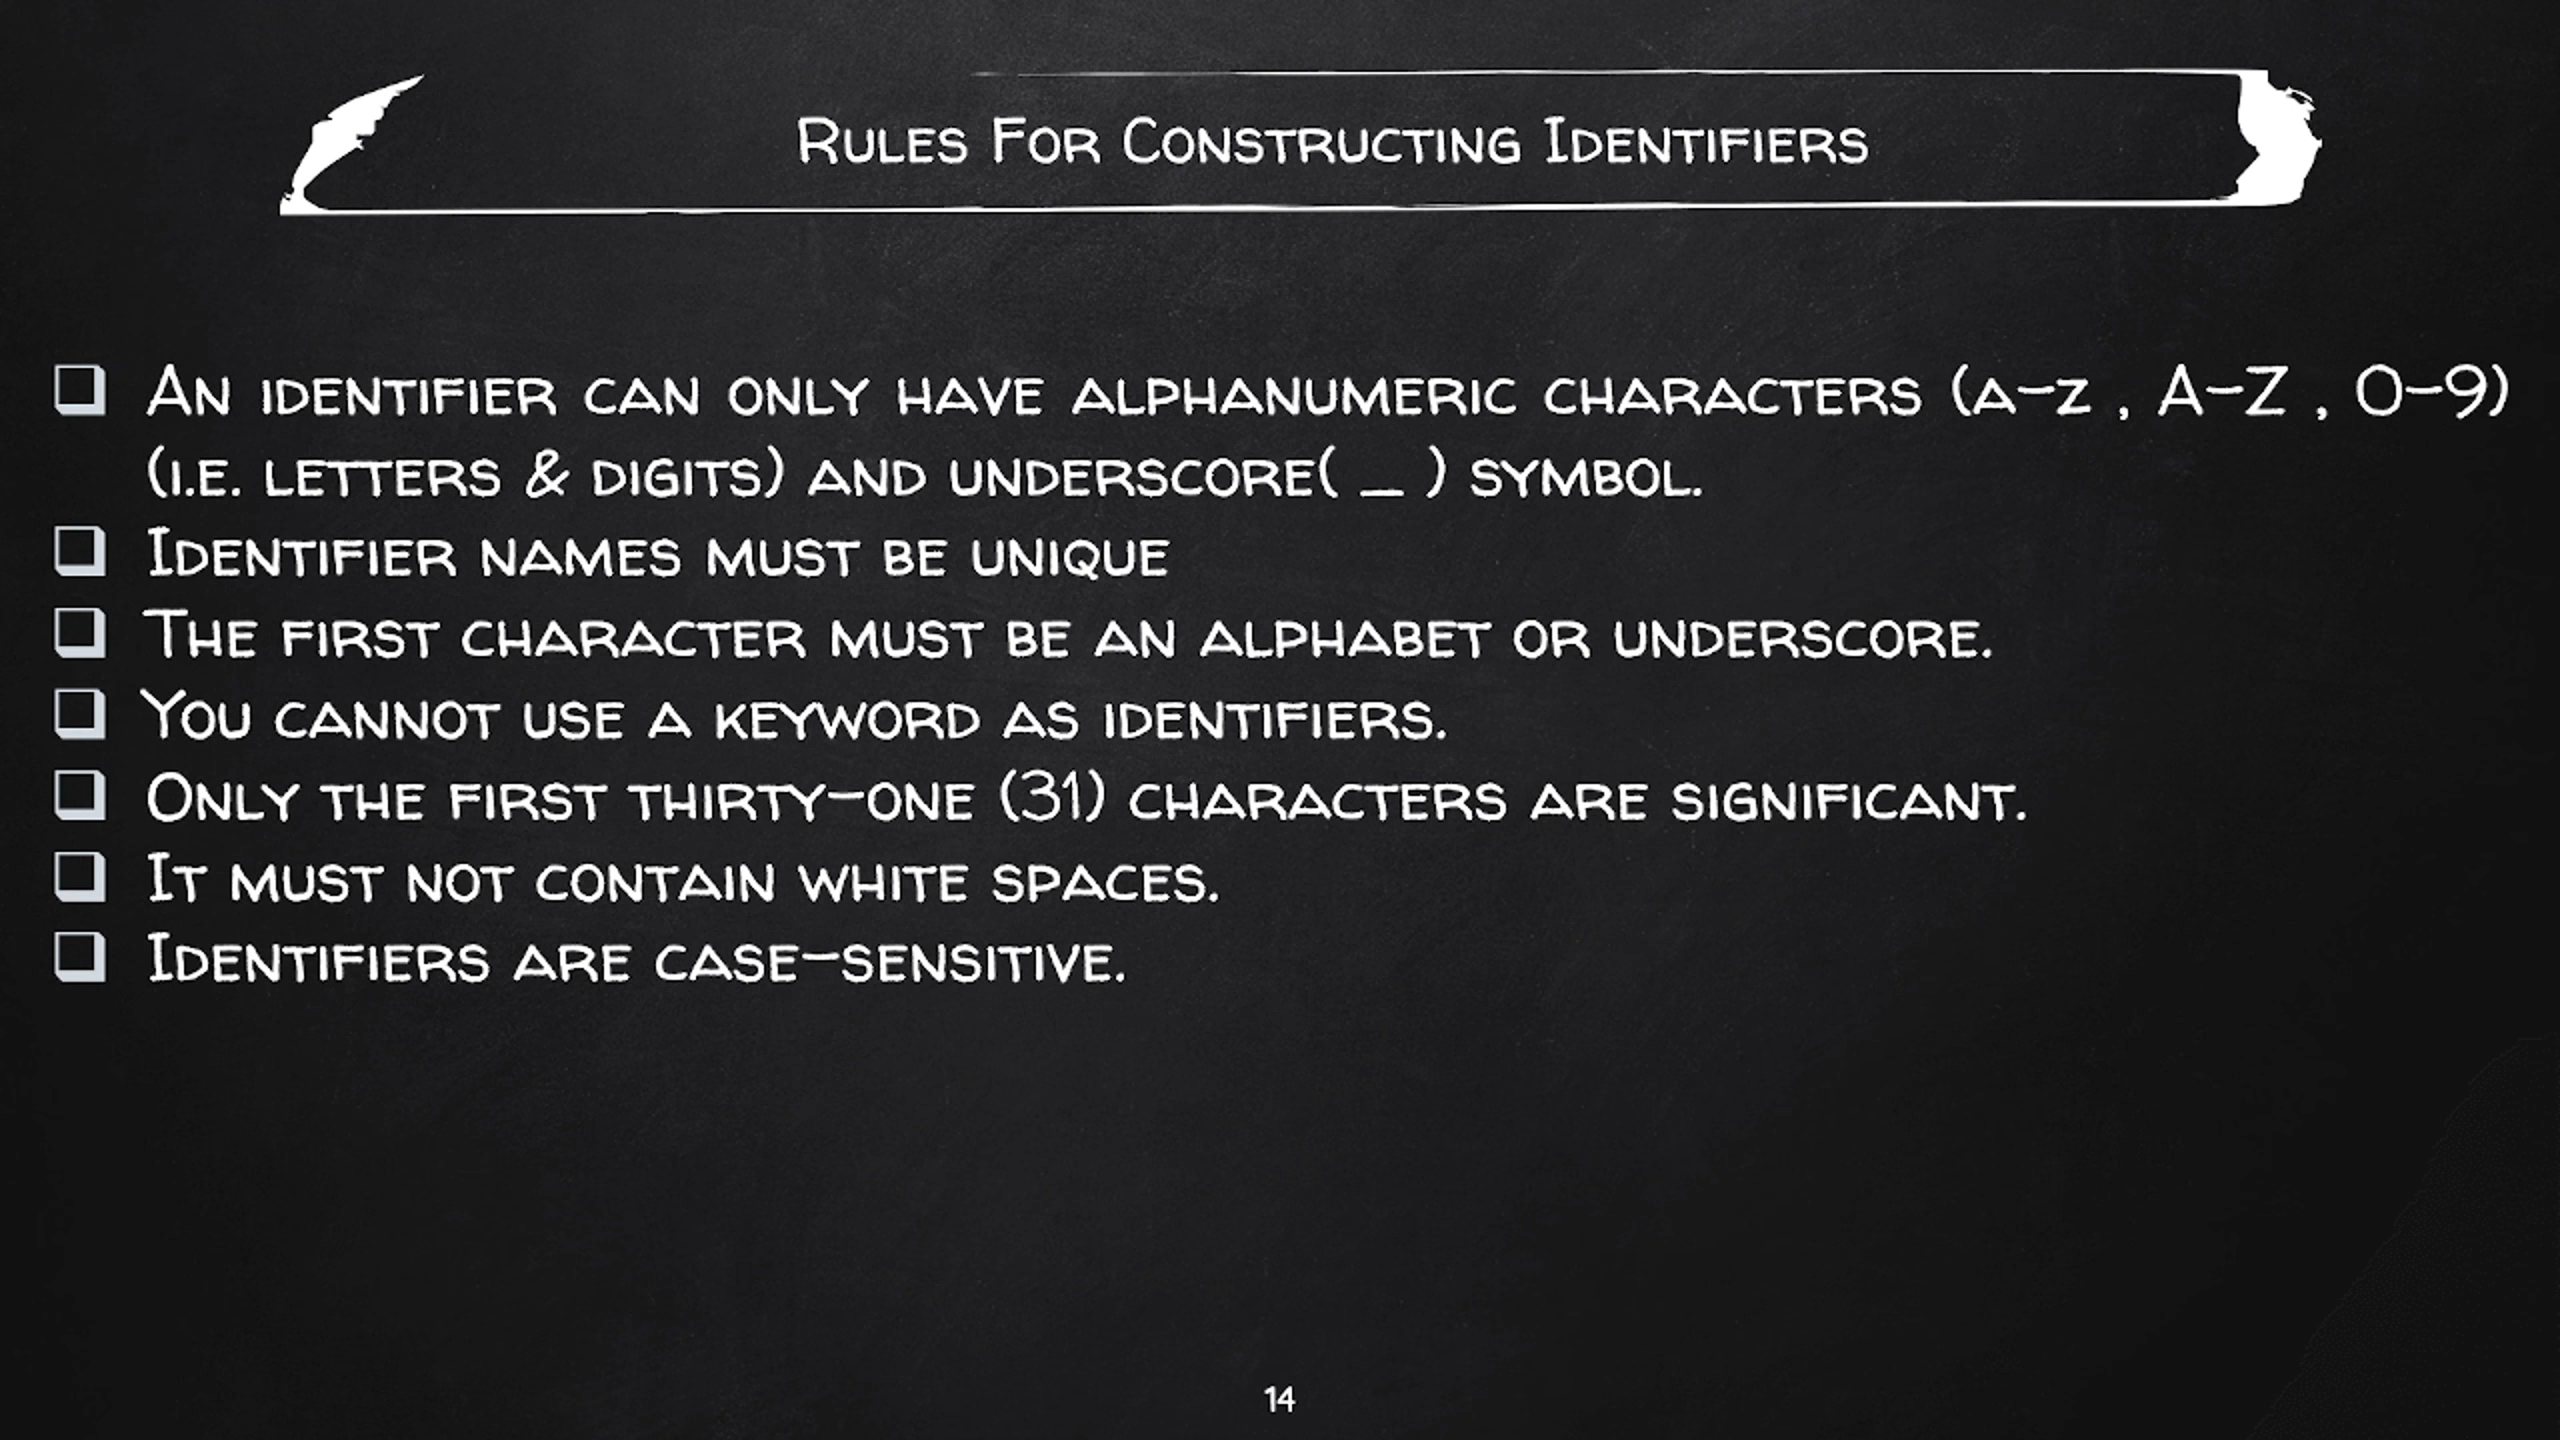 Rules For Constructing Identifiers
An identifier can only have alphanumeric characters (a-z , A-Z , 0-9)
(i.e. letters & digits) and underscore( _ ) symbol.
Identifier names must be unique
The first character must be an alphabet or underscore.
You cannot use a keyword as identifiers.
Only the first thirty-one (31) characters are significant.
It must not contain white spaces.
Identifiers are case-sensitive.
14